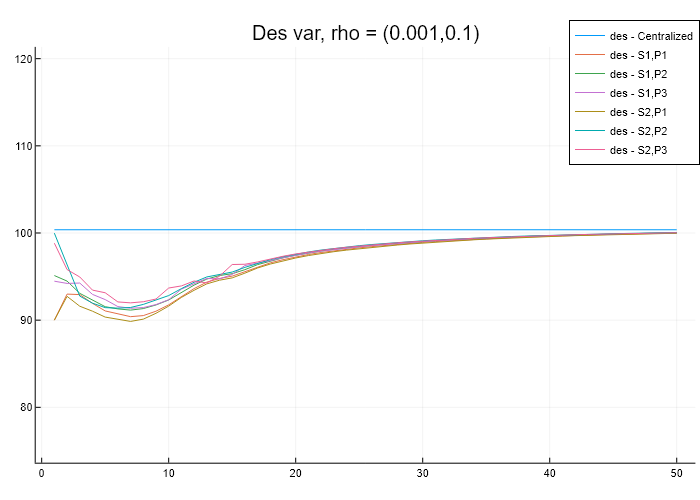 Des var, rho = (0.001,0.1)
des - Centralized
des - S1,P1
des - S1,P2
des - S1,P3
des - S2,P1
des - S2,P2
des - S2,P3
120
110
100
90
80
0 10 20 30 40 50